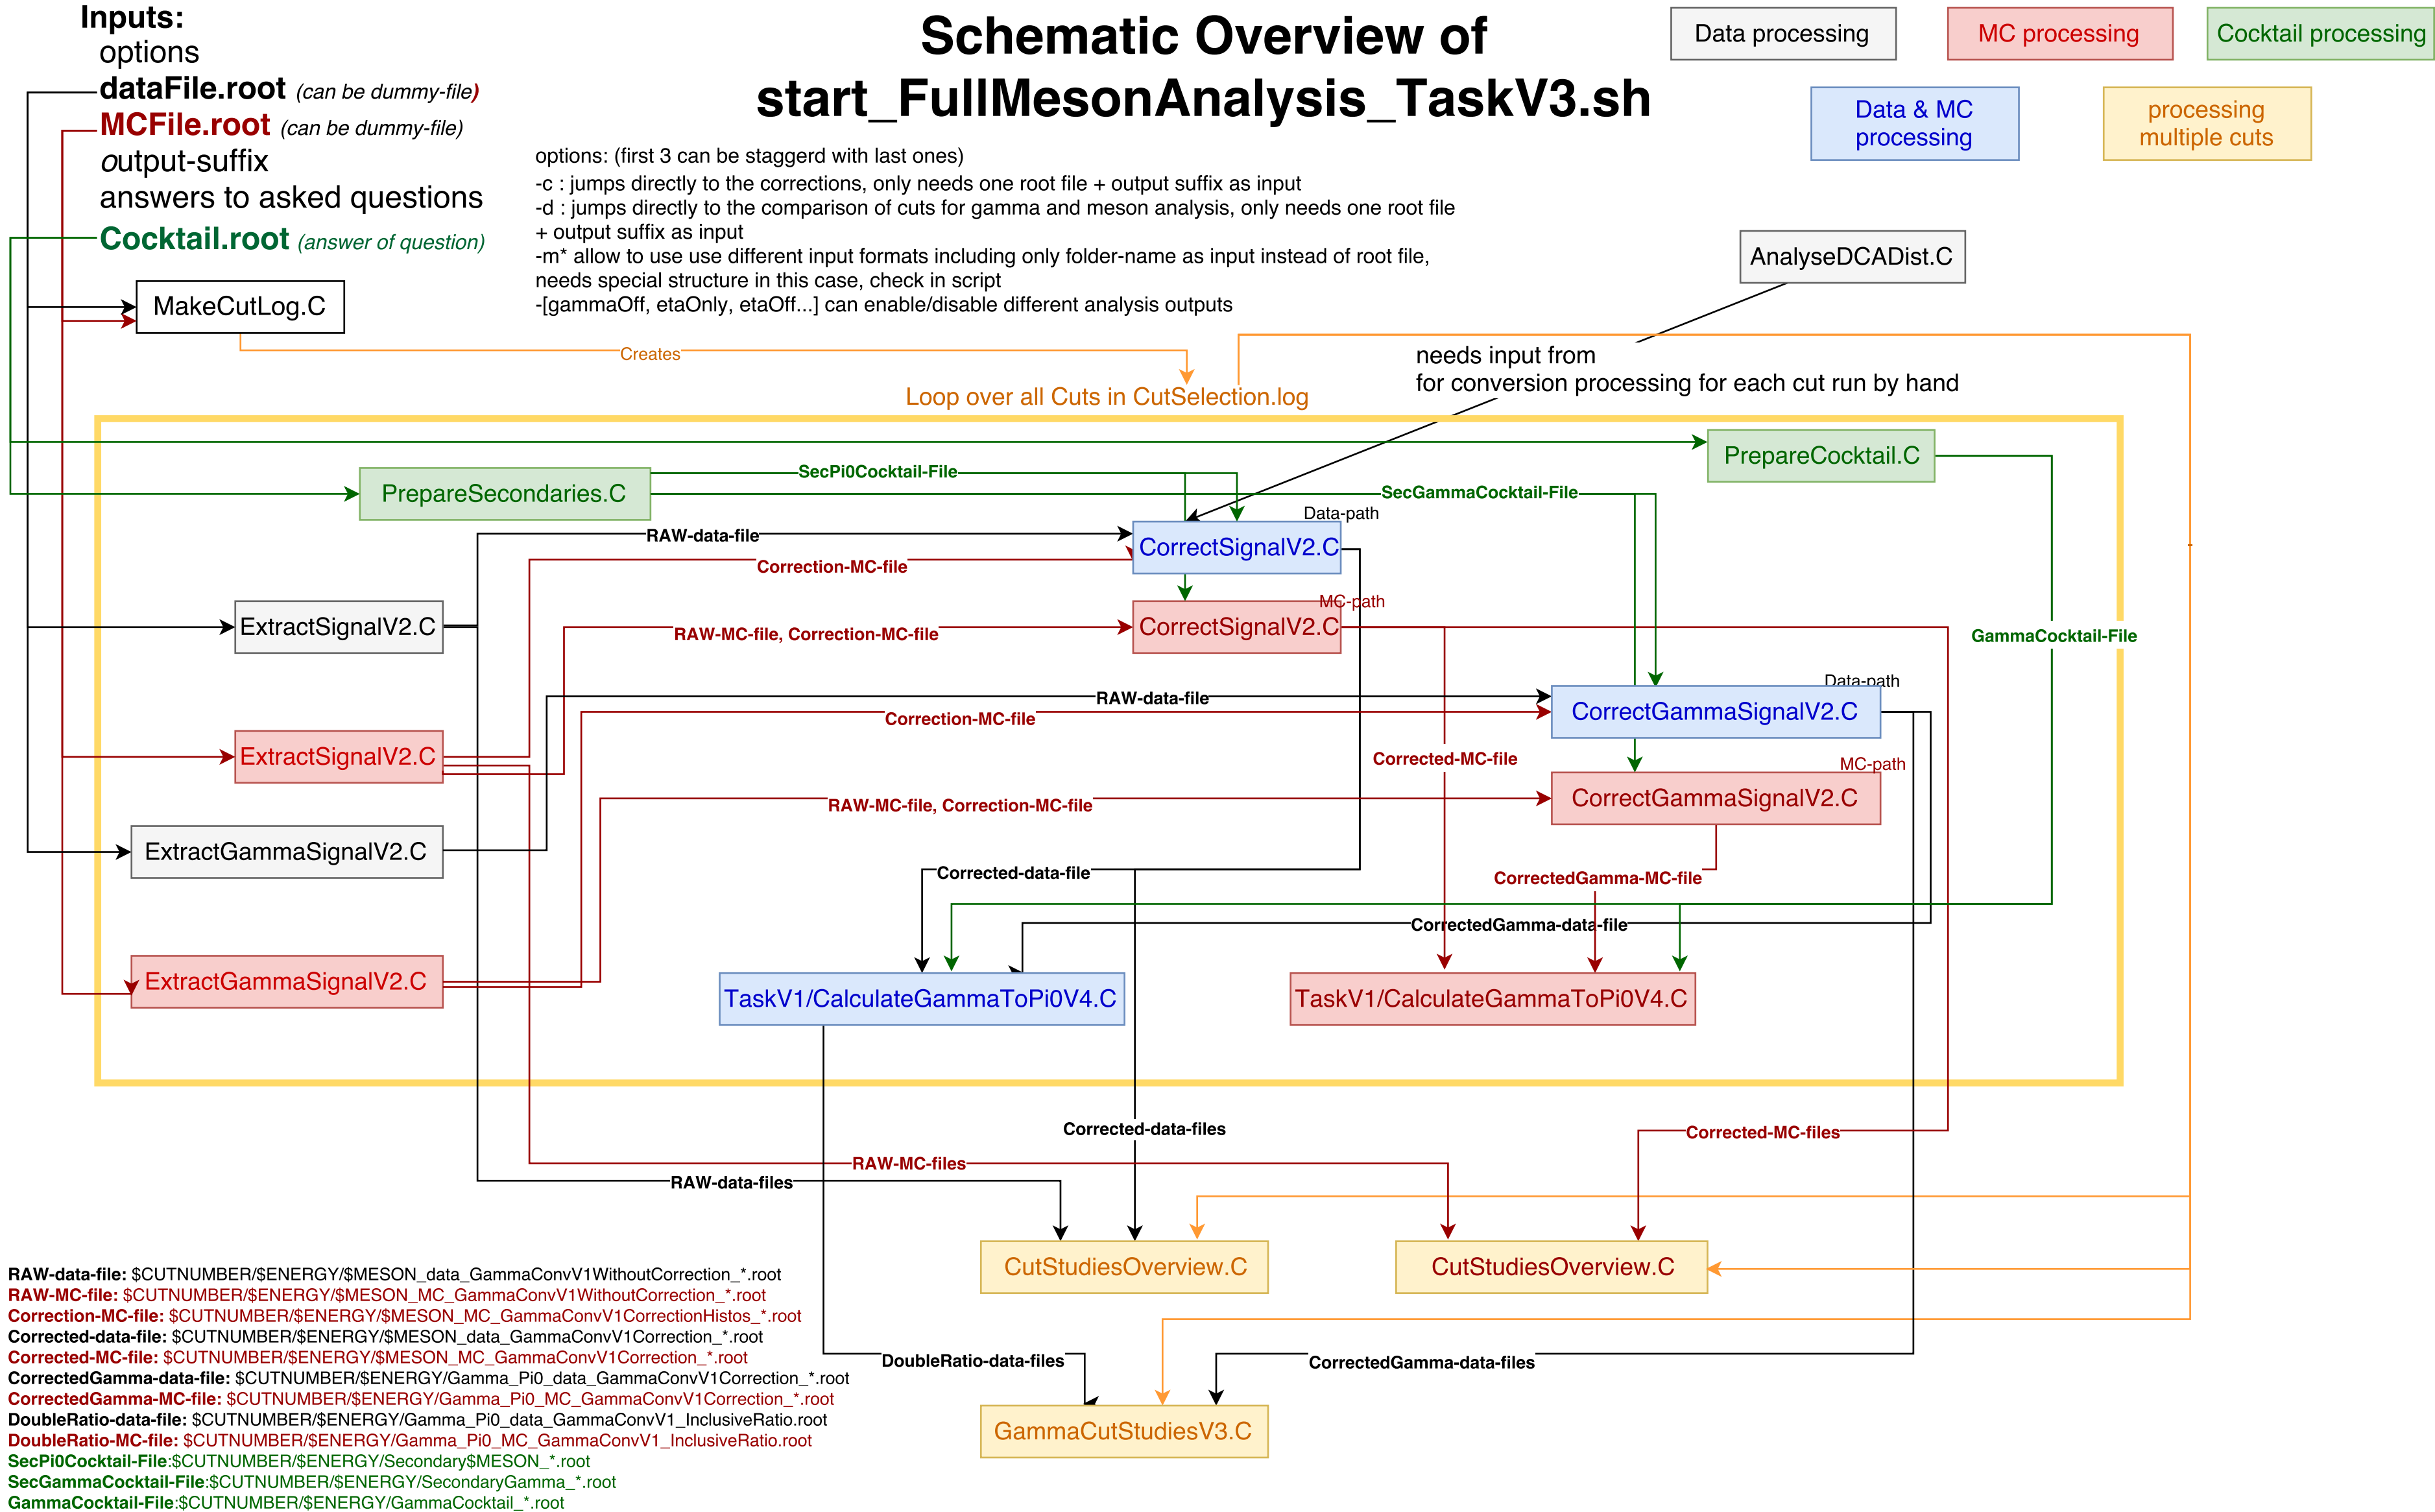 Inputs:
options
dataFile.root (can be dummy-file)
MCFile.root (can be dummy-file)
output-suffix
answers to asked questions
Cocktail.root (answer of question)
Schematic Overview of
start_FullMesonAnalysis_TaskV3.sh
Data processing
MC processing
Cocktail processing
Data & MC
processing
processing
multiple cuts
options: (first 3 can be staggerd with last ones)
-c : jumps directly to the corrections, only needs one root file + output suffix as input
-d : jumps directly to the comparison of cuts for gamma and meson analysis, only needs one root file
+ output suffix as input
-m* allow to use use different input formats including only folder-name as input instead of root file,
needs special structure in this case, check in script
-[gammaOff, etaOnly, etaOff...] can enable/disable different analysis outputs
AnalyseDCADist.C
MakeCutLog.C
Creates
needs input from
for conversion processing for each cut run by hand
Loop over all Cuts in CutSelection.log
PrepareCocktail.C
SecPi0Cocktail-File
PrepareSecondaries.C
SecGammaCocktail-File
Data-path
RAW-data-file
CorrectSignalV2.C
Correction-MC-file
MC-path
ExtractSignalV2.C
RAW-MC-file, Correction-MC-file
CorrectSignalV2.C
GammaCocktail-File
Data-path
RAW-data-file
CorrectGammaSignalV2.C
Correction-MC-file
ExtractSignalV2.C
Corrected-MC-file
MC-path
RAW-MC-file, Correction-MC-file
CorrectGammaSignalV2.C
ExtractGammaSignalV2.C
Corrected-data-file
CorrectedGamma-MC-file
CorrectedGamma-data-file
ExtractGammaSignalV2.C
TaskV1/CalculateGammaToPi0V4.C
TaskV1/CalculateGammaToPi0V4.C
Corrected-data-files
Corrected-MC-files
RAW-MC-files
RAW-data-files
CutStudiesOverview.C
CutStudiesOverview.C
DoubleRatio-data-files
CorrectedGamma-data-files
GammaCutStudiesV3.C
RAW-data-file: $CUTNUMBER/$ENERGY/$MESON_data_GammaConvV1WithoutCorrection_*.root
RAW-MC-file: $CUTNUMBER/$ENERGY/$MESON_MC_GammaConvV1WithoutCorrection_*.root
Correction-MC-file: $CUTNUMBER/$ENERGY/$MESON_MC_GammaConvV1CorrectionHistos_*.root
Corrected-data-file: $CUTNUMBER/$ENERGY/$MESON_data_GammaConvV1Correction_*.root
Corrected-MC-file: $CUTNUMBER/$ENERGY/$MESON_MC_GammaConvV1Correction_*.root
CorrectedGamma-data-file: $CUTNUMBER/$ENERGY/Gamma_Pi0_data_GammaConvV1Correction_*.root
CorrectedGamma-MC-file: $CUTNUMBER/$ENERGY/Gamma_Pi0_MC_GammaConvV1Correction_*.root
DoubleRatio-data-file: $CUTNUMBER/$ENERGY/Gamma_Pi0_data_GammaConvV1_InclusiveRatio.root
DoubleRatio-MC-file: $CUTNUMBER/$ENERGY/Gamma_Pi0_MC_GammaConvV1_InclusiveRatio.root
SecPi0Cocktail-File:$CUTNUMBER/$ENERGY/Secondary$MESON_*.root
SecGammaCocktail-File:$CUTNUMBER/$ENERGY/SecondaryGamma_*.root
GammaCocktail-File:$CUTNUMBER/$ENERGY/GammaCocktail_*.root